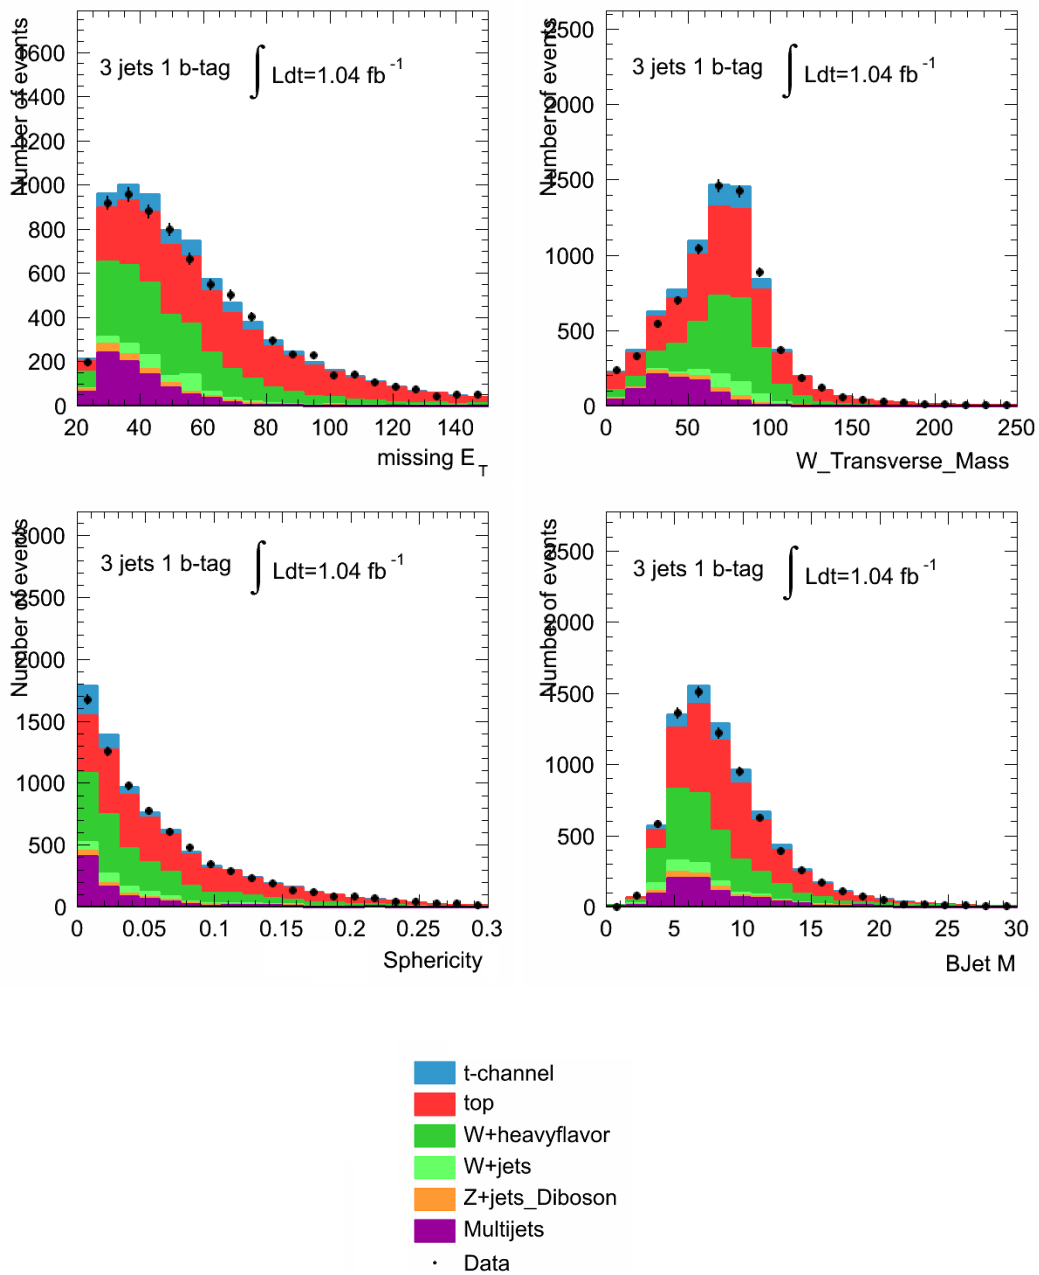 Number of events
1600
1400
1200
1000
800
600
400
200
0
3 jets 1 b-tag ∫ Ldt=1.04 fb⁻¹
20 40 60 80 100 120 140
missing E_T
Number of events
2500
2000
1500
1000
500
0
3 jets 1 b-tag ∫ Ldt=1.04 fb⁻¹
0 50 100 150 200 250
W_Transverse_Mass
Number of events
3000
2500
2000
1500
1000
500
0
3 jets 1 b-tag ∫ Ldt=1.04 fb⁻¹
0 0.05 0.1 0.15 0.2 0.25 0.3
Sphericity
Number of events
2500
2000
1500
1000
500
0
3 jets 1 b-tag ∫ Ldt=1.04 fb⁻¹
0 5 10 15 20 25 30
BJet M
t-channel
top
W+heavyflavor
W+jets
Z+jets_Diboson
Multijets
Data